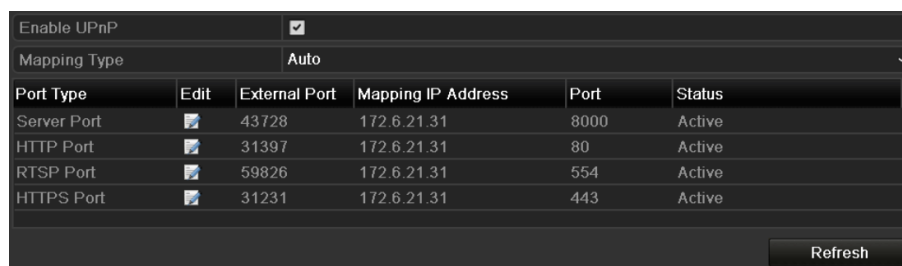 Enable UPnP
Mapping Type Auto
Port Type Edit External Port Mapping IP Address Port Status
Server Port 43728 172.6.21.31 8000 Active
HTTP Port 31397 172.6.21.31 80 Active
RTSP Port 59826 172.6.21.31 554 Active
HTTPS Port 31231 172.6.21.31 443 Active
Refresh